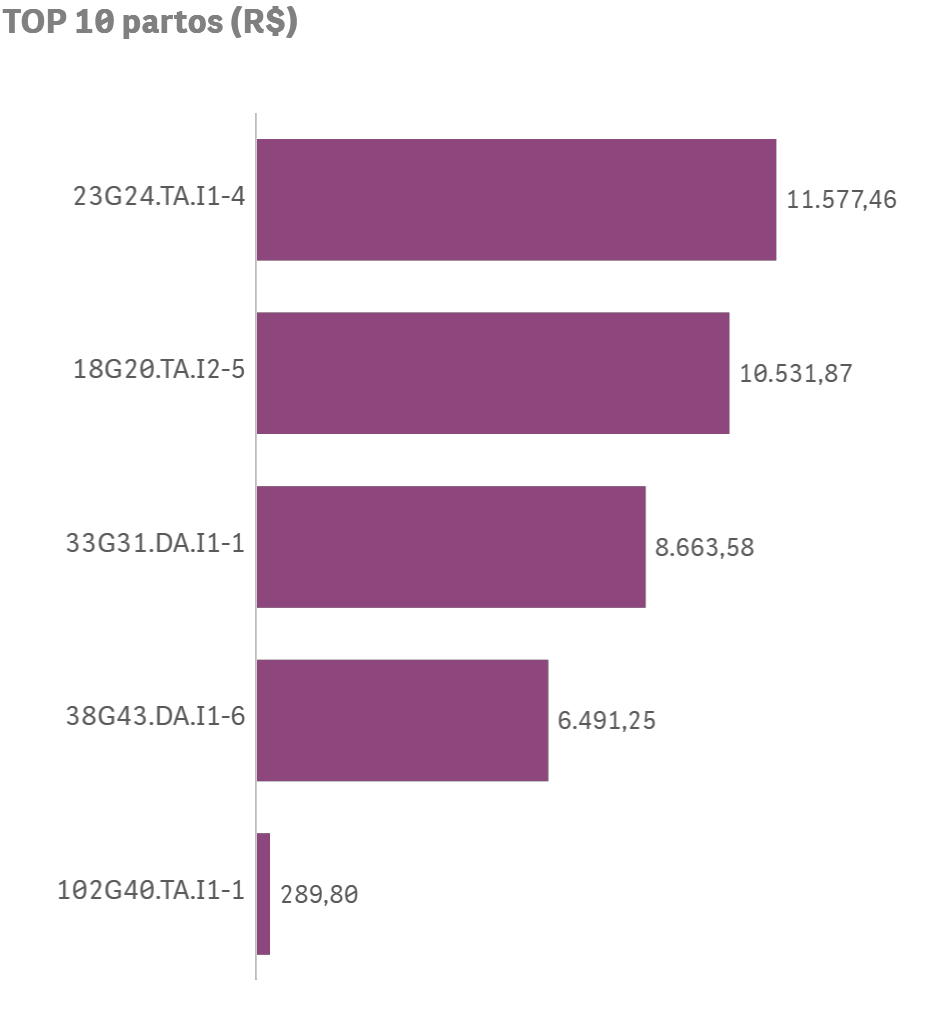 TOP 10 partos (R$)
23G24.TA.I1-4
11.577,46
18G20.TA.I2-5
10.531,87
33G31.DA.I1-1
8.663,58
38G43.DA.I1-6
6.491,25
102G40.TA.I1-1
289,80